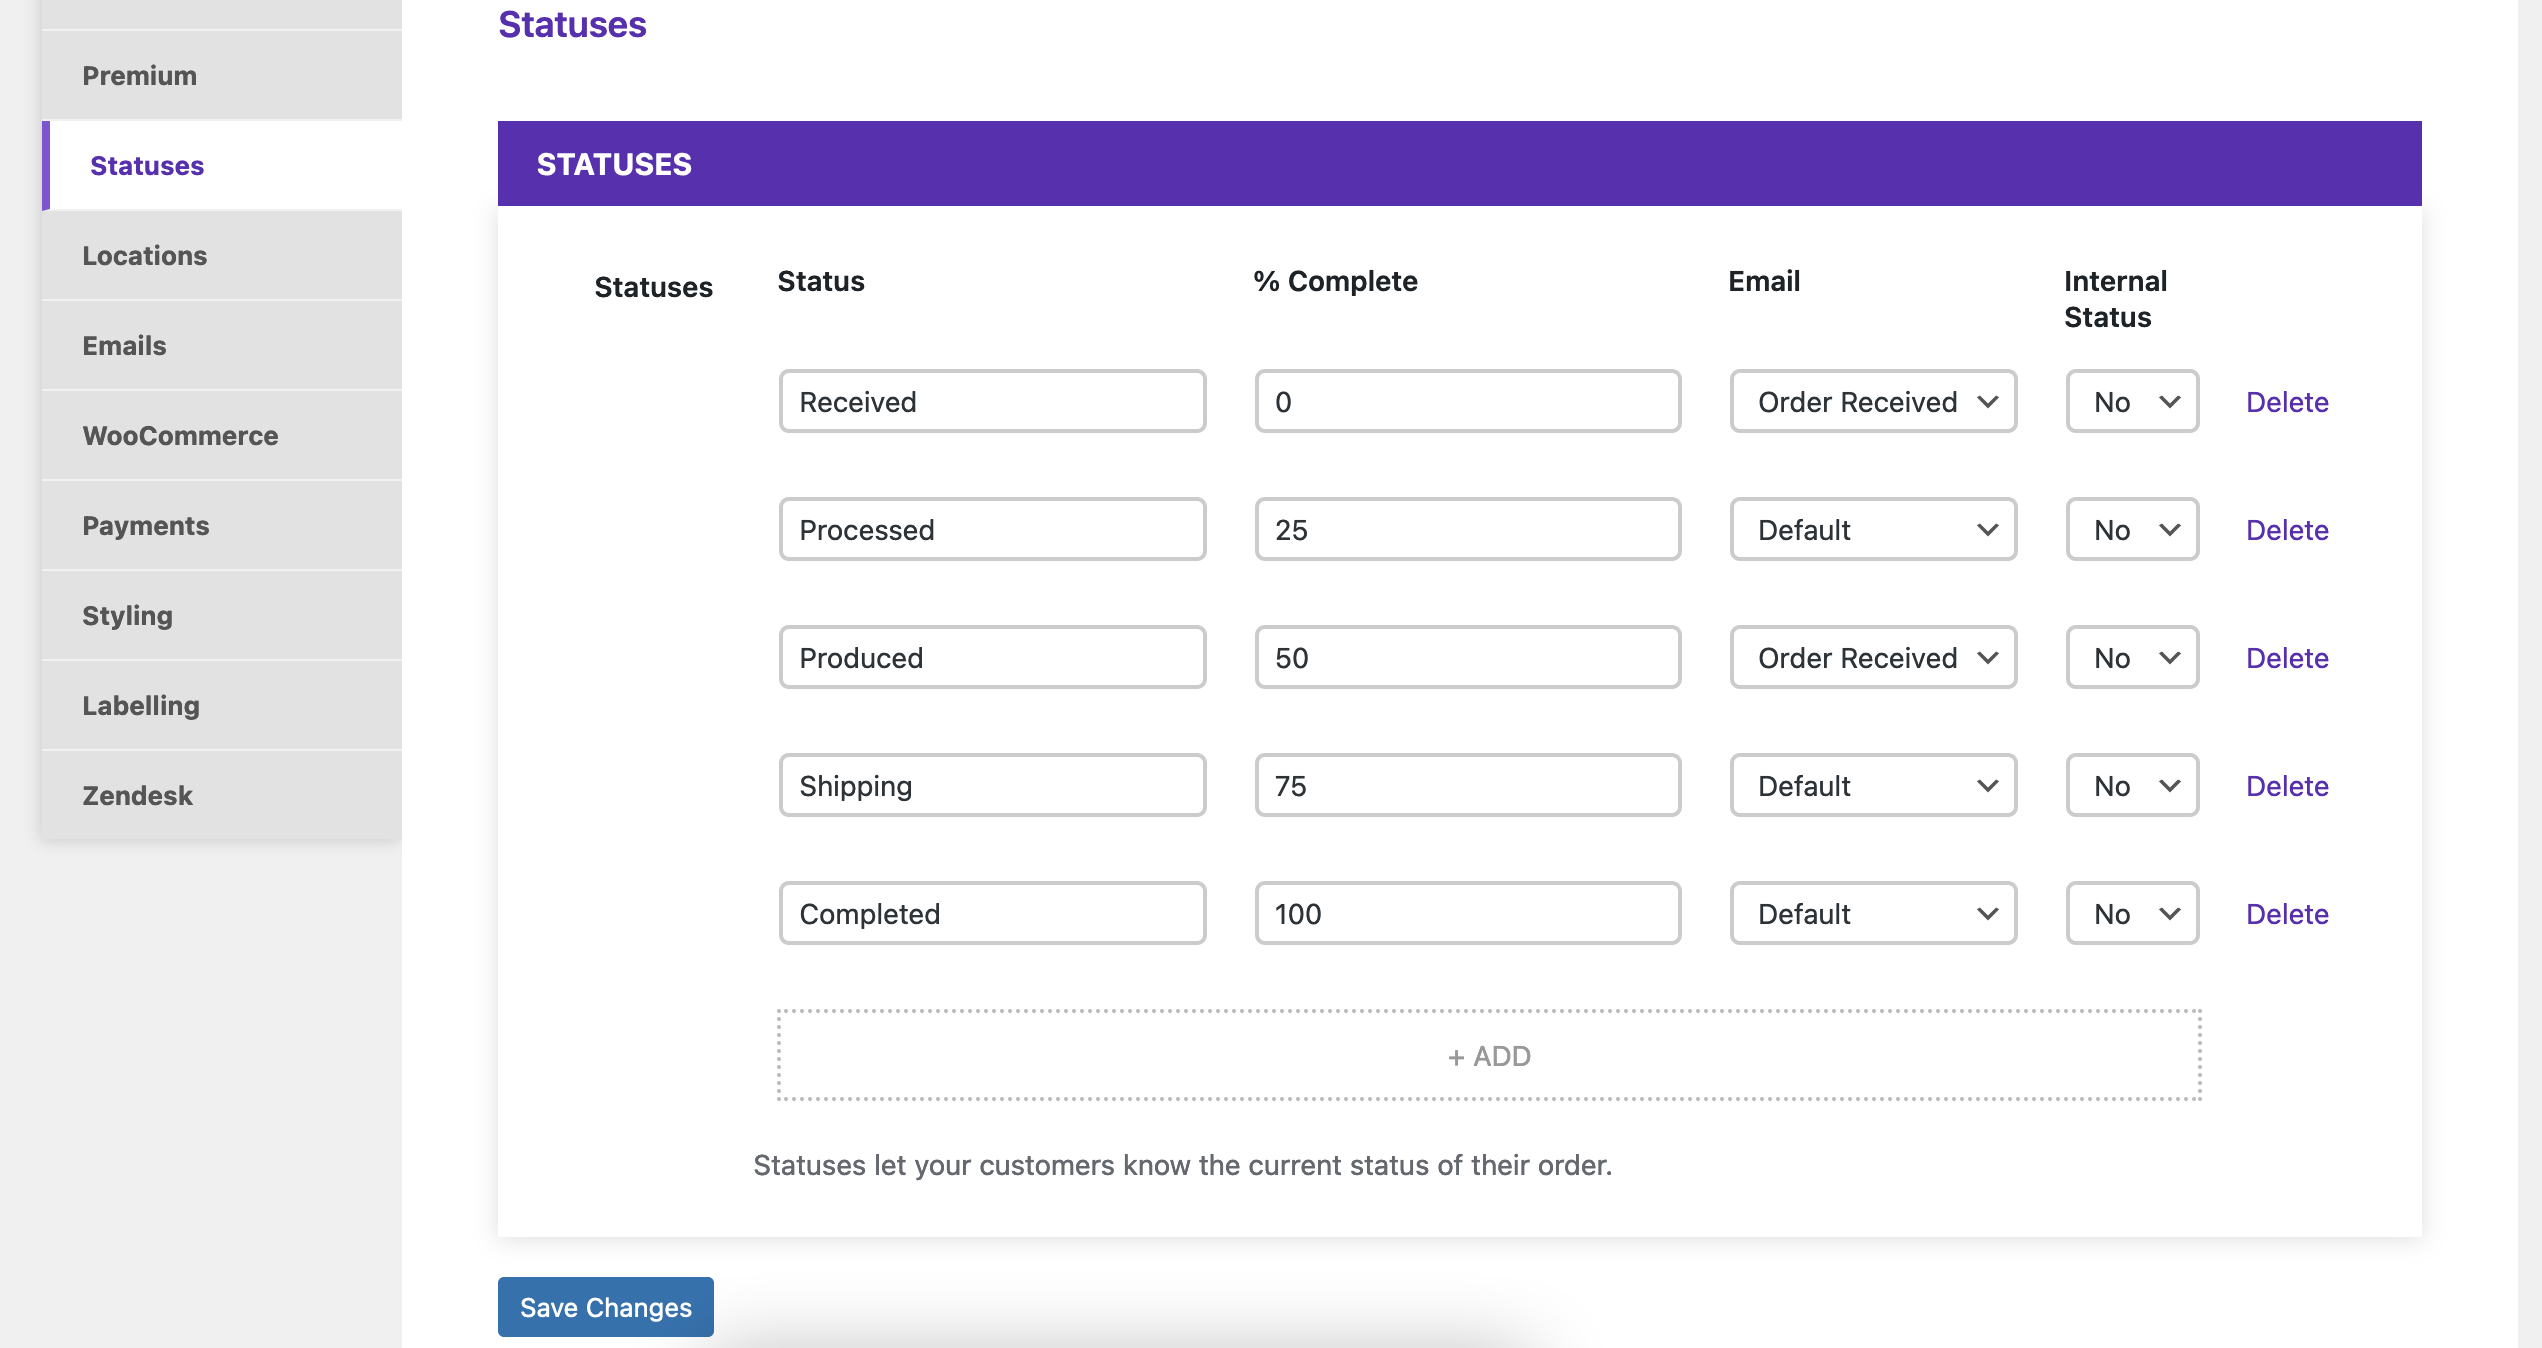 Statuses
Premium
Statuses
Locations
Emails
WooCommerce
Payments
Styling
Labelling
Zendesk
STATUSES
Statuses
Status % Complete Email Internal Status
Received 0 Order Received No Delete
Processed 25 Default No Delete
Produced 50 Order Received No Delete
Shipping 75 Default No Delete
Completed 100 Default No Delete
+ ADD
Statuses let your customers know the current status of their order.
Save Changes